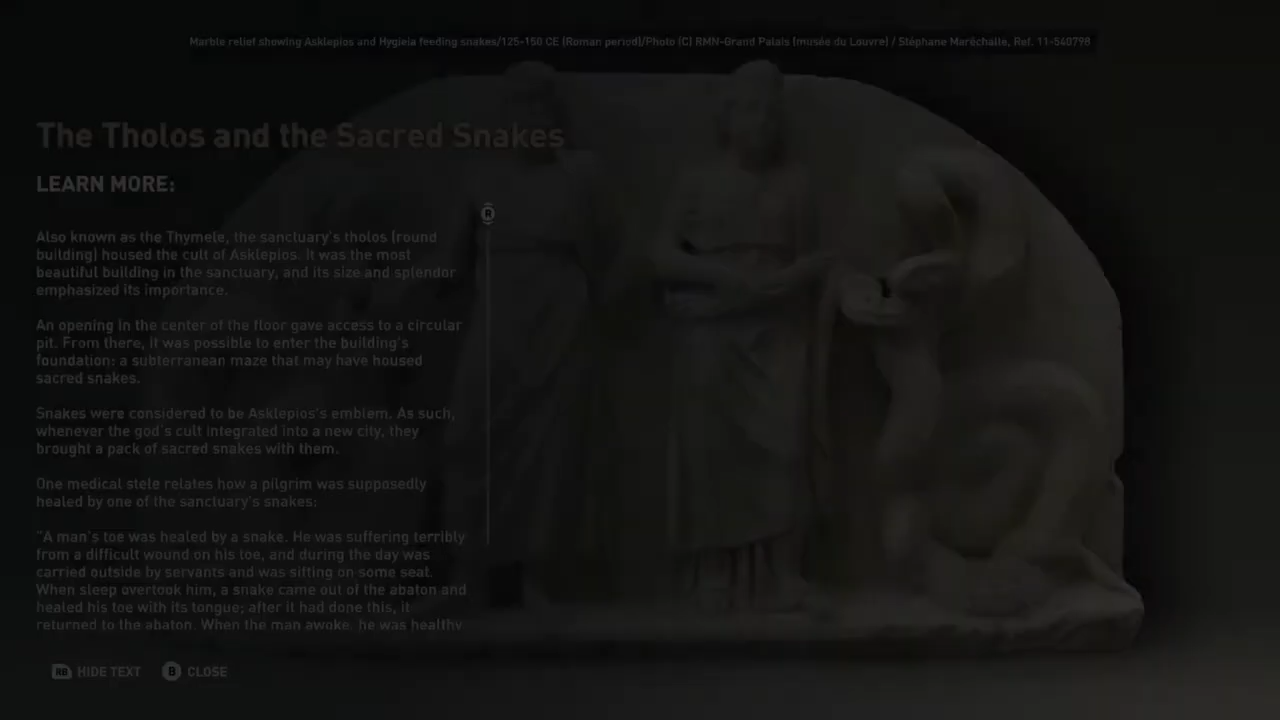 Marble relief showing Asklepios and Hygieia feeding snakes/125-150 CE (Roman period)/Photo (C) RMN-Grand Palais (musée du Louvre) / Stéphane Maréchalle, Ref. 11-540798
The Tholos and the Sacred Snakes
LEARN MORE:
R
Also known as the Thymele, the sanctuary's tholos (round
building) housed the cult of Asklepios. It was the most
beautiful building in the sanctuary, and its size and splendor
emphasized its importance.
An opening in the center of the floor gave access to a circular
pit. From there, it was possible to enter the building's
foundation: a subterranean maze that may have housed
sacred snakes.
Snakes were considered to be Asklepios's emblem. As such,
whenever the god's cult integrated into a new city, they
brought a pack of sacred snakes with them.
One medical stele relates how a pilgrim was supposedly
healed by one of the sanctuary's snakes:
"A man's toe was healed by a snake. He was suffering terribly
from a difficult wound on his toe, and during the day was
carried outside by servants and was sitting on some seat.
When sleep overtook him, a snake came out of the abaton and
healed his toe with its tongue; after it had done this, it
returned to the abaton. When the man awoke, he was healthy
RB HIDE TEXT B CLOSE